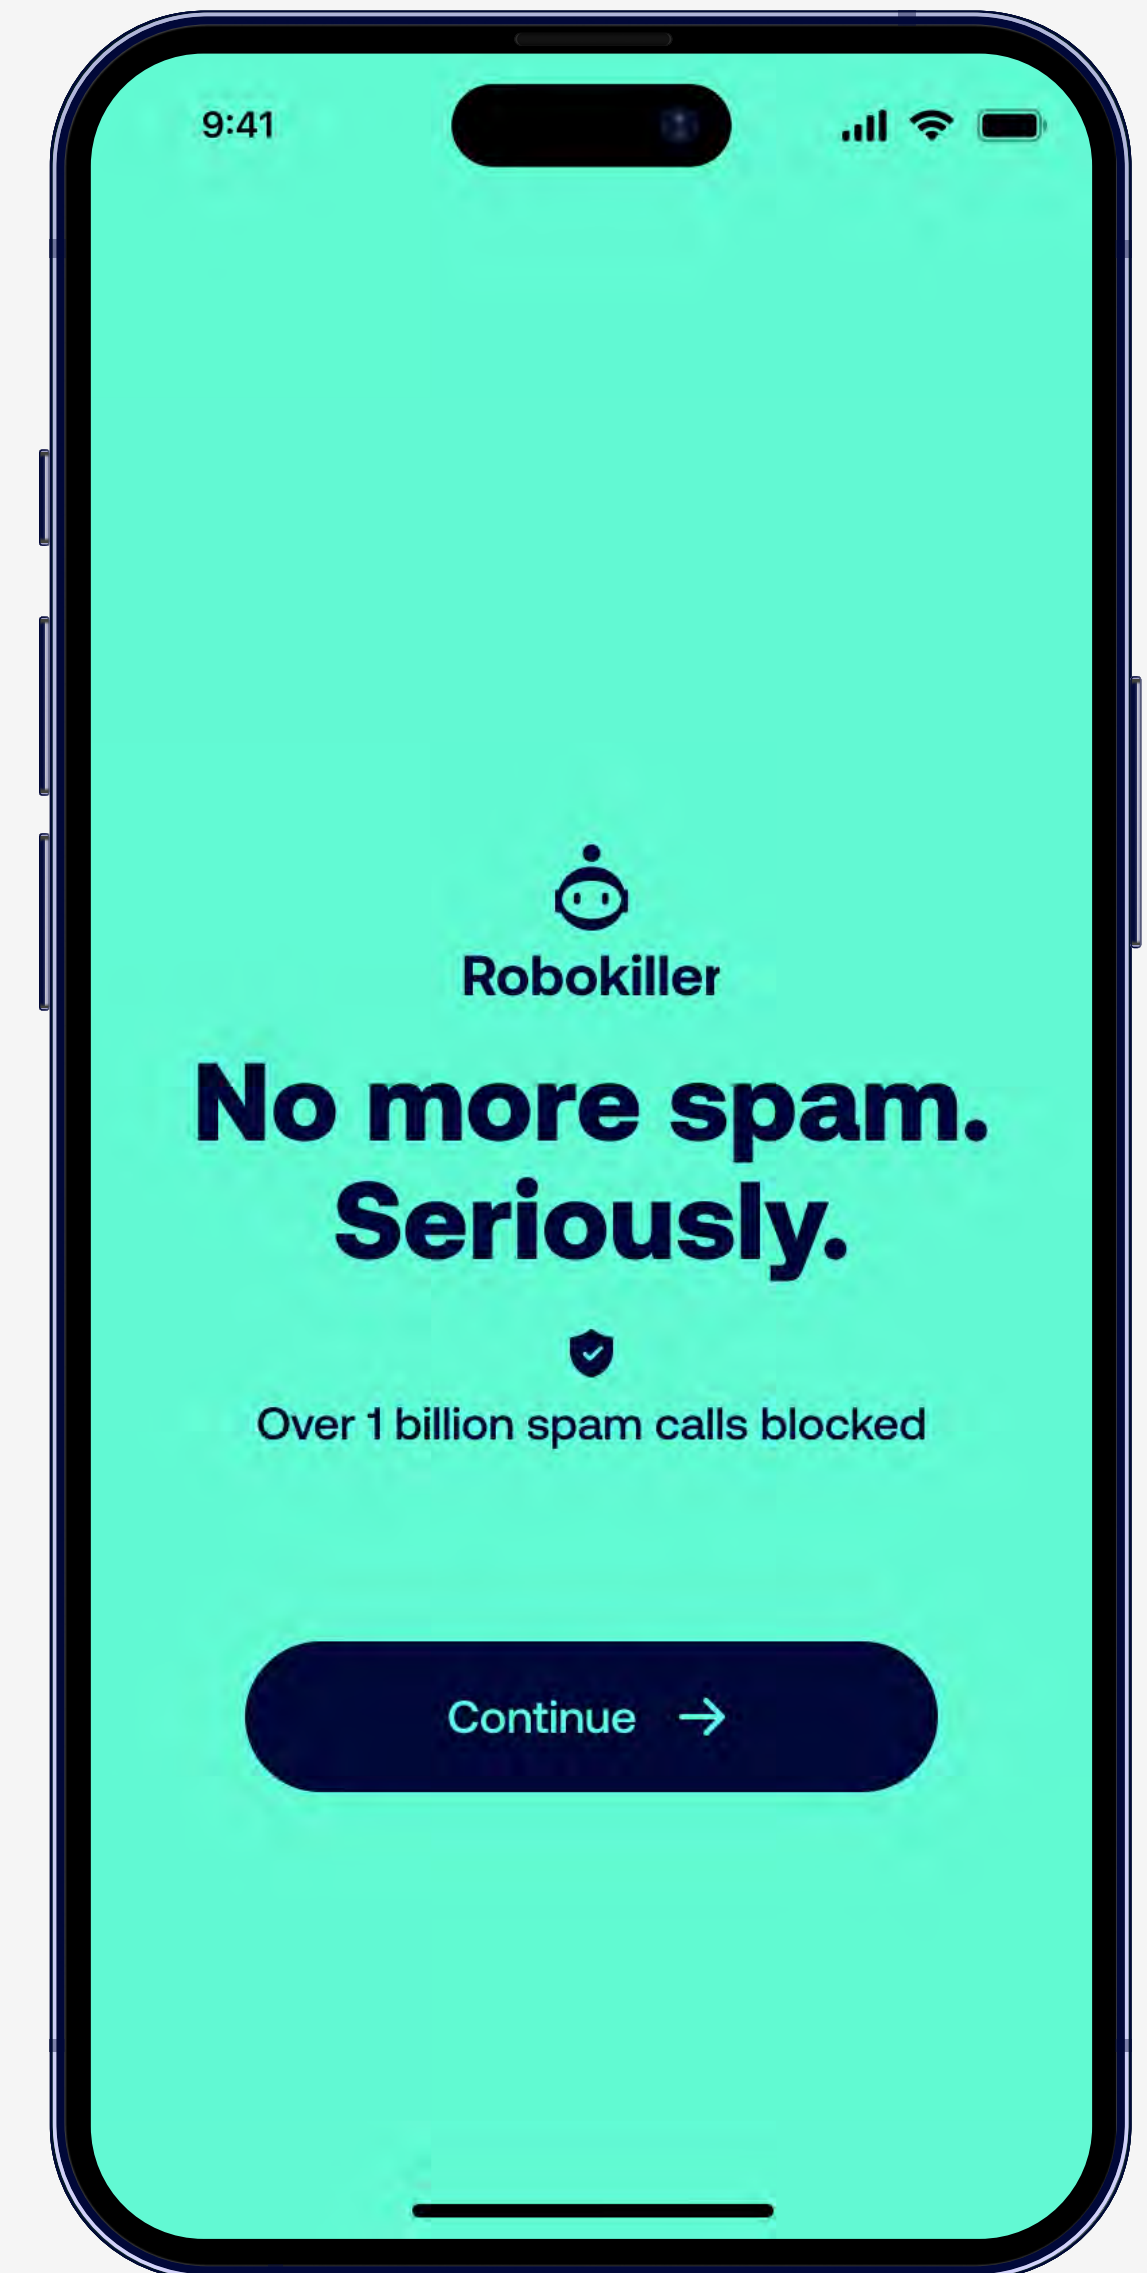 9:41
Robokiller
No more spam.
Seriously.
Over 1 billion spam calls blocked
Continue →